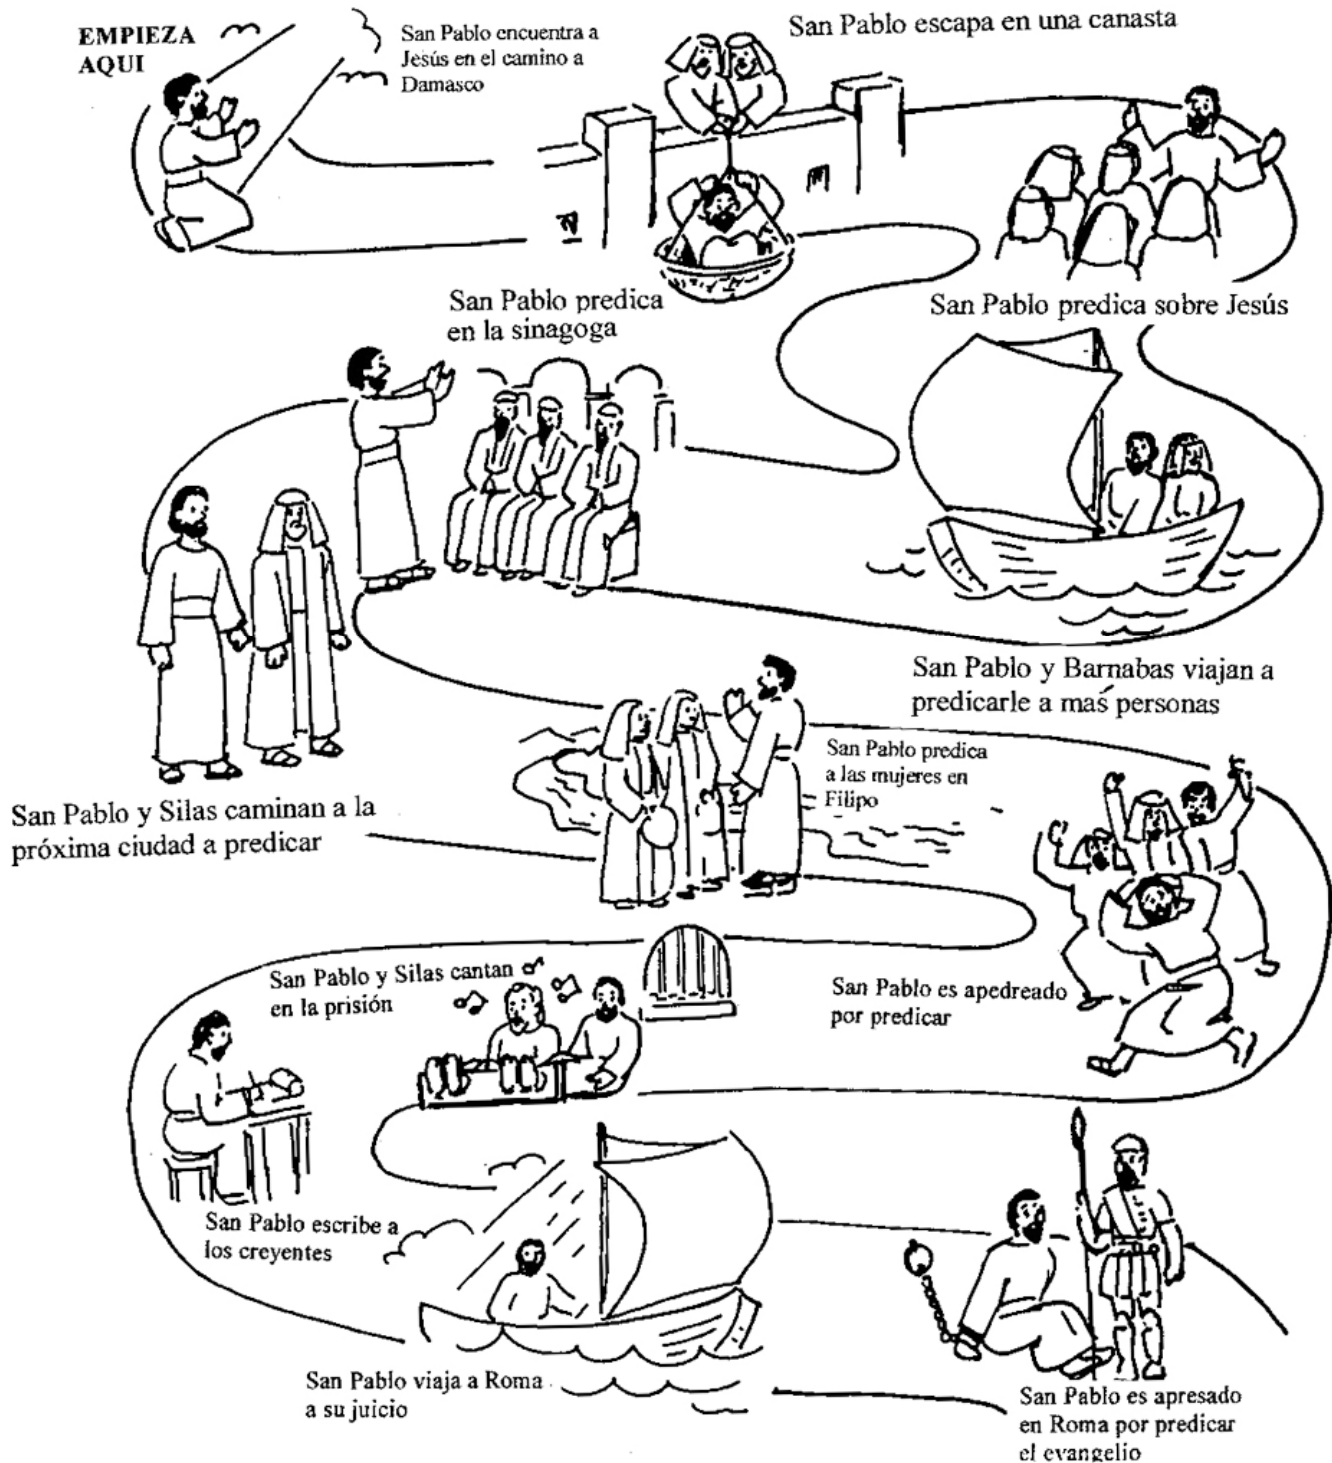 EMPIEZA
AQUI
San Pablo encuentra a
Jesús en el camino a
Damasco
San Pablo escapa en una canasta
San Pablo predica sobre Jesús
San Pablo y Barnabas viajan a
predicarle a maś personas
San Pablo predica
en la sinagoga
San Pablo y Silas caminan a la
próxima ciudad a predicar
San Pablo predica
a las mujeres en
Filipo
San Pablo es apedreado
por predicar
San Pablo y Silas cantan
en la prisión
San Pablo escribe a
los creyentes
San Pablo viaja a Roma
a su juicio
San Pablo es apresado
en Roma por predicar
el evangelio